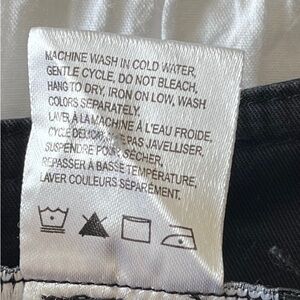 MACHINE WASH IN COLD WATER,
GENTLE CYCLE, DO NOT BLEACH,
HANG TO DRY, IRON ON LOW, WASH
COLORS SEPARATELY.
LAVER À LA MACHINE À L'EAU FROIDE,
CYCLE DÉLICAT, PAS JAVELLISER,
SUSPENDRE POUR SÉCHER,
REPASSER À BASSE TEMPÉRATURE,
LAVER COULEURS SÉPARÉMENT.